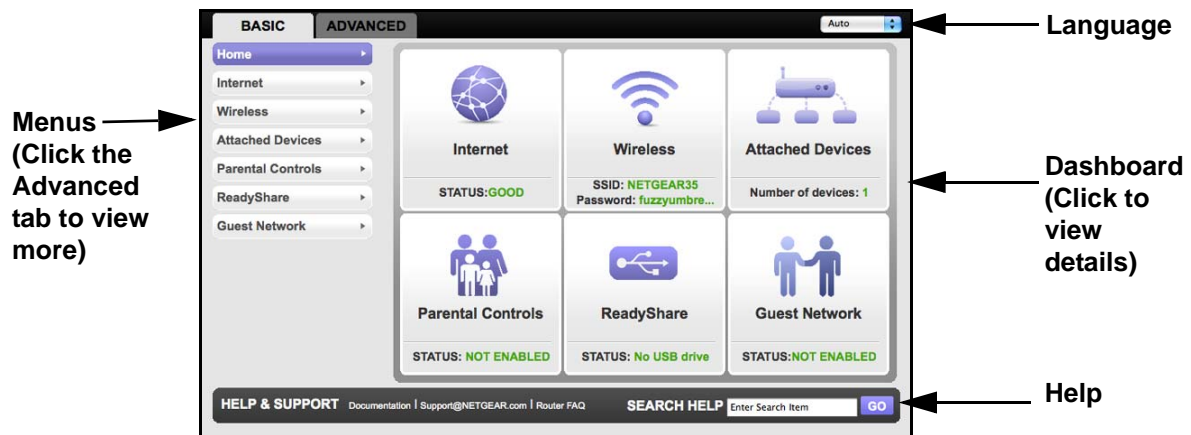 BASIC ADVANCED Auto
Language
Home
Internet
Wireless
Attached Devices
Parental Controls
ReadyShare
Guest Network
Menus
(Click the
Advanced
tab to view
more)
Internet
STATUS:GOOD
Wireless
SSID: NETGEAR35
Password: fuzzyumbre...
Attached Devices
Number of devices: 1
Parental Controls
STATUS: NOT ENABLED
ReadyShare
STATUS: No USB drive
Guest Network
STATUS:NOT ENABLED
Dashboard
(Click to
view
details)
HELP & SUPPORT Documentation | Support@NETGEAR.com | Router FAQ SEARCH HELP Enter Search Item GO
Help